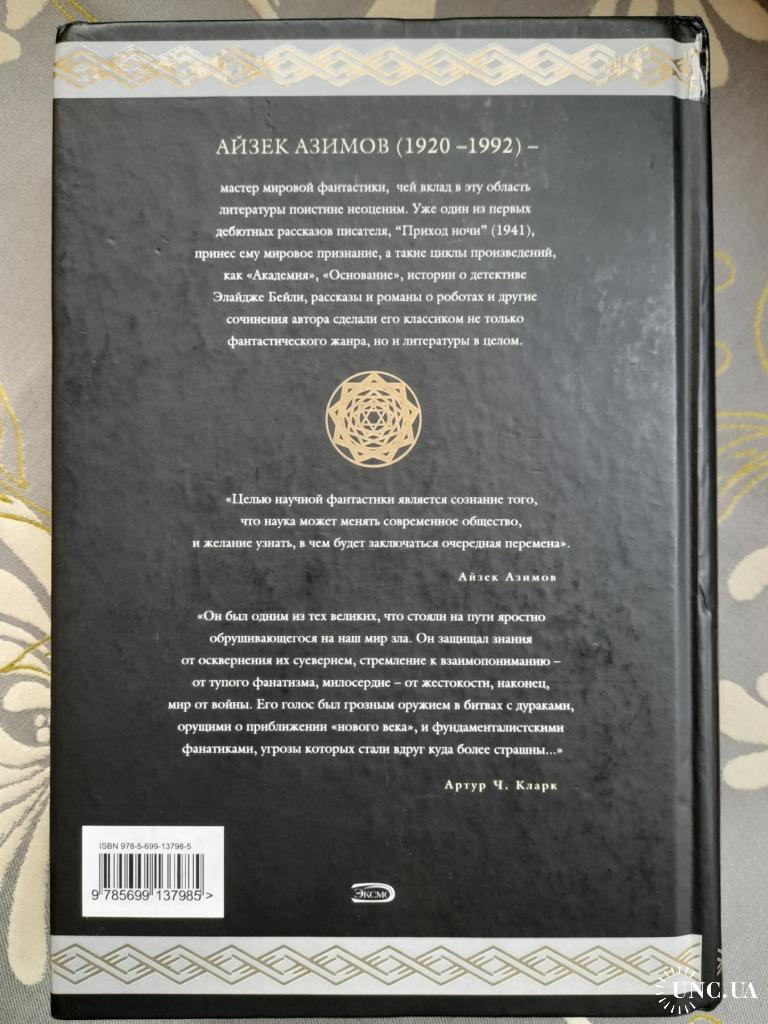 АЙЗЕК АЗИМОВ (1920 –1992) –
мастер мировой фантастики, чей вклад в эту область
литературы поистине неоценим. Уже один из первых
дебютных рассказов писателя, “Приход ночи” (1941),
принес ему мировое признание, а такие циклы произведений,
как «Академия», «Основание», истории о детективе
Элайдже Бейли, рассказы и романы о роботах и другие
сочинения автора сделали его классиком не только
фантастического жанра, но и литературы в целом.
«Целью научной фантастики является сознание того,
что наука может менять современное общество,
и желание узнать, в чем будет заключаться очередная перемена».
Айзек Азимов
«Он был одним из тех великих, что стояли на пути яростно
обрушивающегося на наш мир зла. Он защищал знания
от осквернения их суеверием, стремление к взаимопониманию –
от тупого фанатизма, милосердие – от жестокости, наконец,
мир от войны. Его голос был грозным оружием в битвах с дураками,
орущими о приближении «нового века», и фундаменталистскими
фанатиками, угрозы которых стали вдруг куда более страшны...»
Артур Ч. Кларк
ISBN 978-5-699-13798-5
9 785699 137985 >
ЭКСМО
UNC.UA